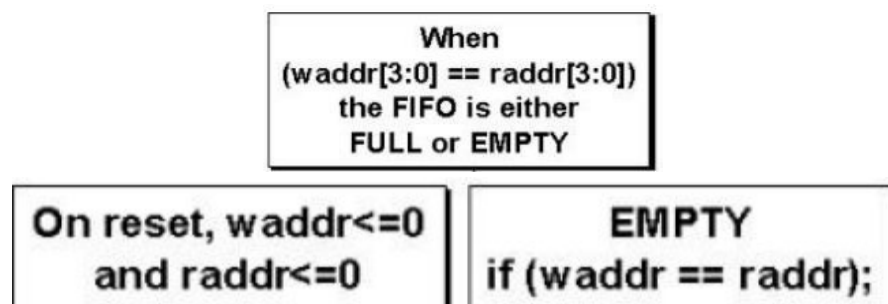 When
(waddr[3:0] == raddr[3:0])
the FIFO is either
FULL or EMPTY
On reset, waddr<=0
and raddr<=0
EMPTY
if (waddr == raddr);